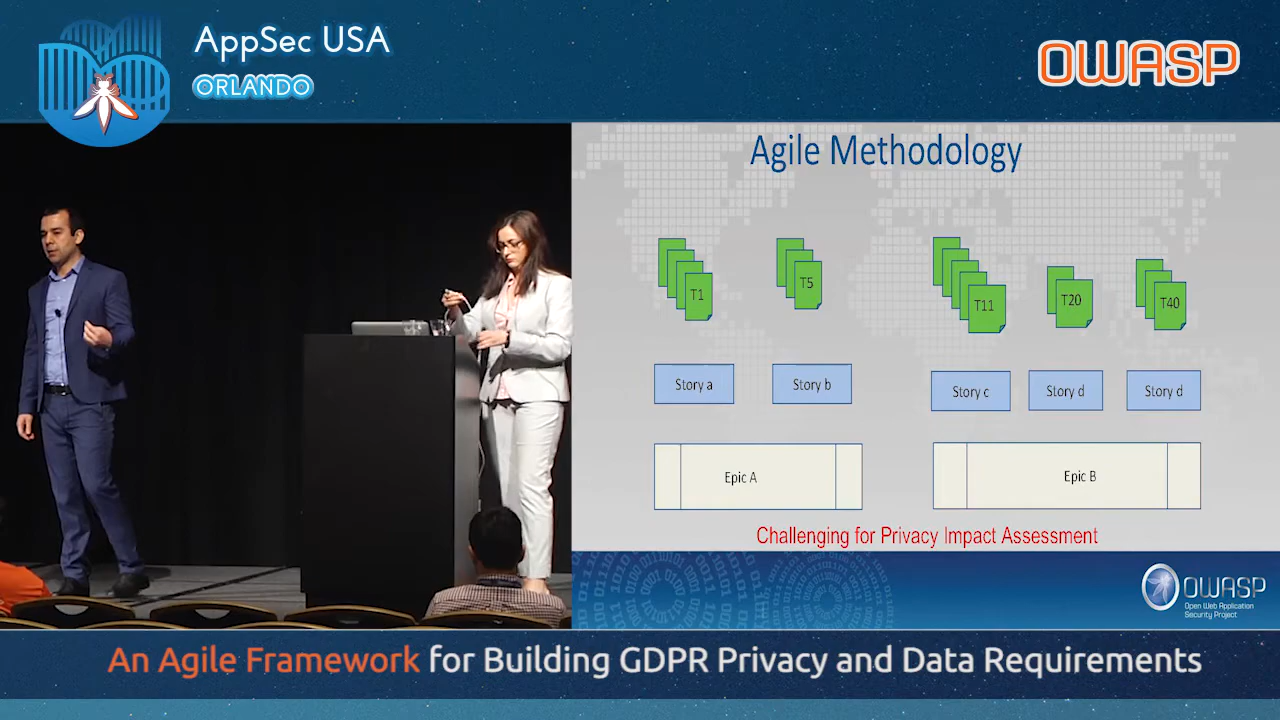 AppSec USA
ORLANDO
OWASP
Agile Methodology
T1
T5
T11
T20
T40
Story a
Story b
Story c
Story d
Story d
Epic A
Epic B
Challenging for Privacy Impact Assessment
OWASP
Open Web Application
Security Project
An Agile Framework for Building GDPR Privacy and Data Requirements